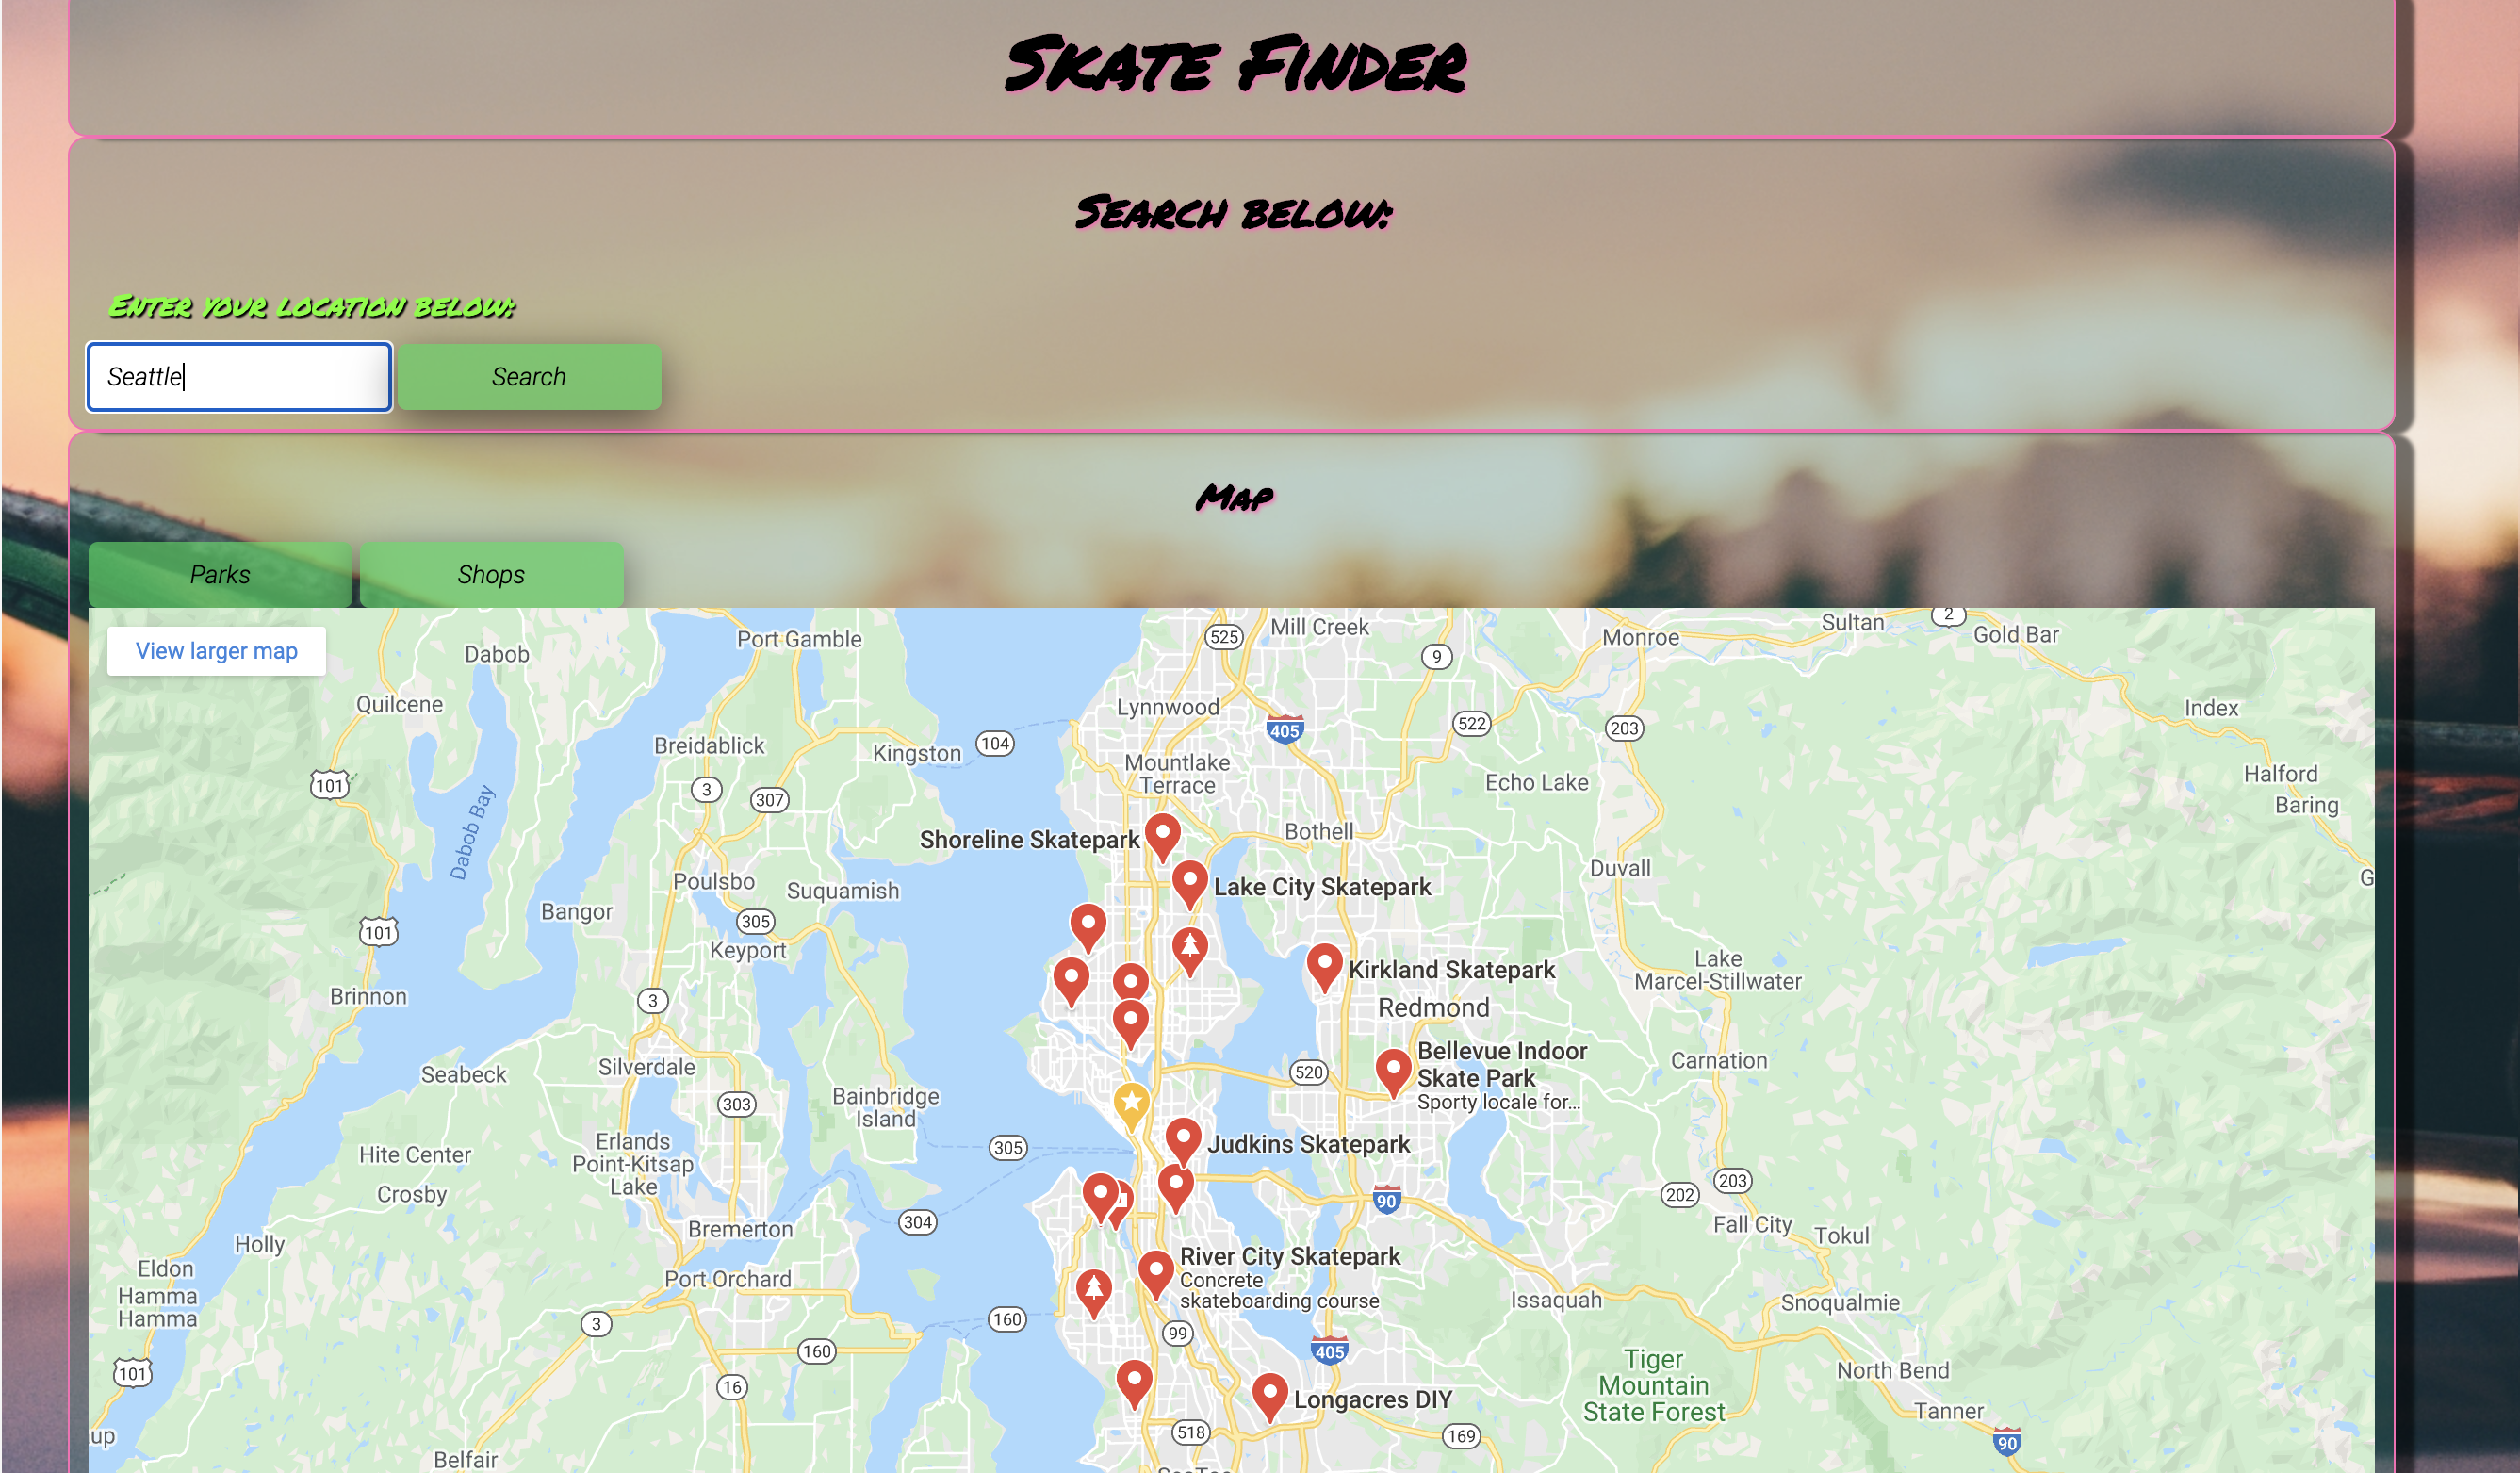 Skate Finder
Search below:
Enter your location below:
Seattle
Search
Map
Parks
Shops
View larger map
Dabob
Port Gamble
525
Mill Creek
9
Monroe
Sultan
2
Gold Bar
Quilcene
Lynnwood
405
522
203
Index
Breidablick
Kingston
104
Mountlake
Terrace
Echo Lake
Halford
Baring
101
3
307
Dabob Bay
Shoreline Skatepark
Bothell
Duvall
G
Poulsbo
Suquamish
Lake City Skatepark
Bangor
305
101
Keyport
Kirkland Skatepark
Lake
Marcel-Stillwater
Brinnon
3
Redmond
Silverdale
Seabeck
520
Bellevue Indoor
Skate Park
Sporty locale for...
Carnation
303
Bainbridge
Island
Hite Center
Erlands
Point-Kitsap
Lake
305
Judkins Skatepark
Crosby
90
202
203
Bremerton
304
Fall City
Tokul
Holly
Eldon
Port Orchard
River City Skatepark
Concrete
skateboarding course
Hamma
Hamma
3
160
99
Issaquah
Snoqualmie
101
160
405
Tiger
Mountain
State Forest
North Bend
16
Longacres DIY
Tanner
up
518
169
90
Belfair